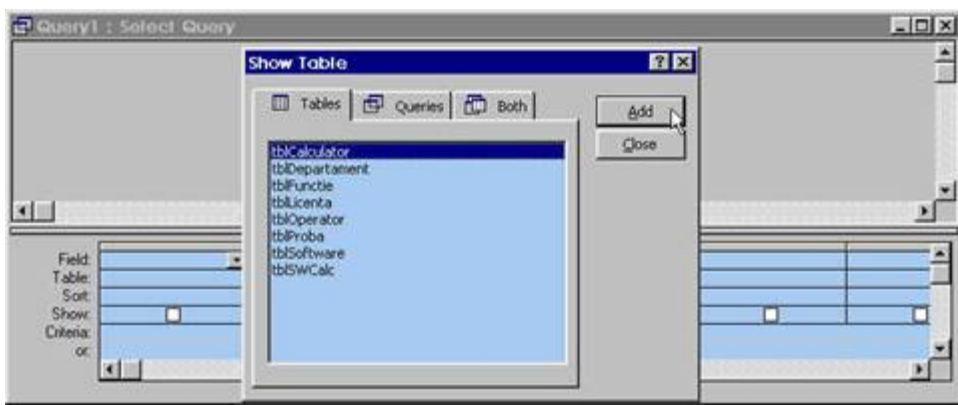 Query1 : Select Query
Show Table
Tables Queries Both
Add
Close
tblCalculator
tblDepartament
tblFunctie
tblLicenta
tblOperator
tblProba
tblSoftware
tblSWCalc
Field:
Table:
Sort:
Show:
Criteria:
or: